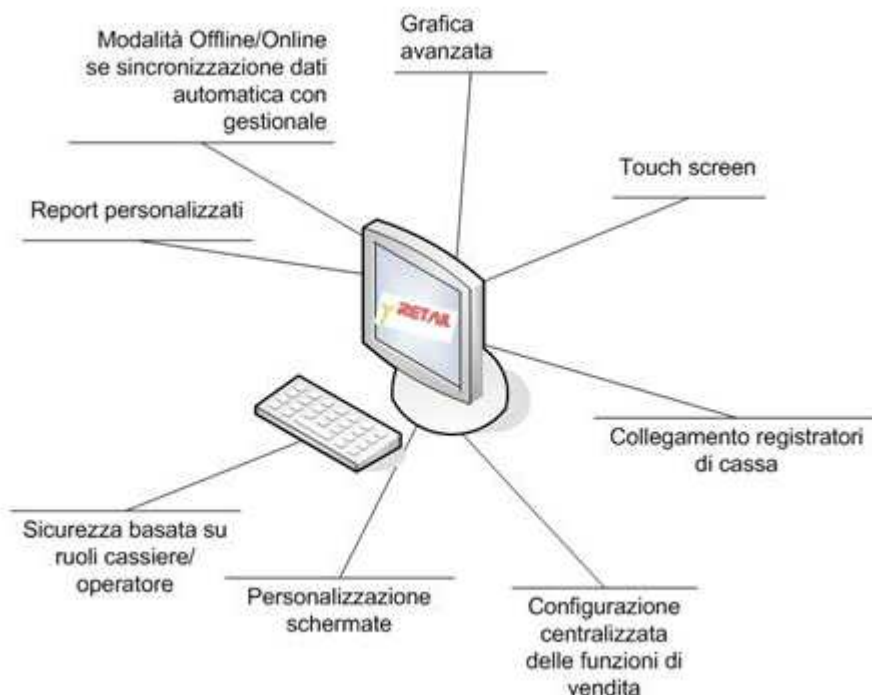 Modalità Offline/Online
se sincronizzazione dati
automatica con
gestionale
Grafica
avanzata
Touch screen
Report personalizzati
RETAIL
Collegamento registratori
di cassa
Sicurezza basata su
ruoli cassiere/
operatore
Personalizzazione
schermate
Configurazione
centralizzata
delle funzioni di
vendita